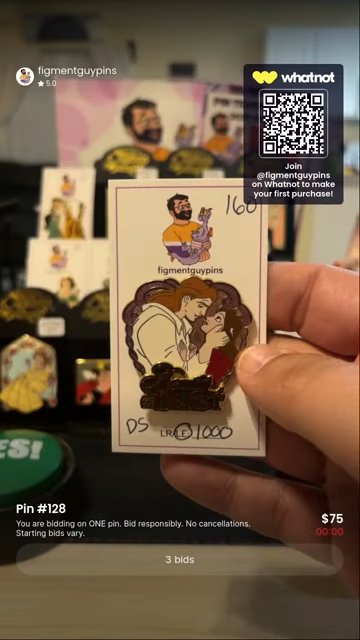 figmentguypins
★ 5.0
whatnot
Join
@figmentguypins
on Whatnot to make
your first purchase!
160
figmentguypins
DS
LR/LE 1000
ES!
Pin #128
$75
You are bidding on ONE pin. Bid responsibly. No cancellations.
Starting bids vary.
00:00
3 bids